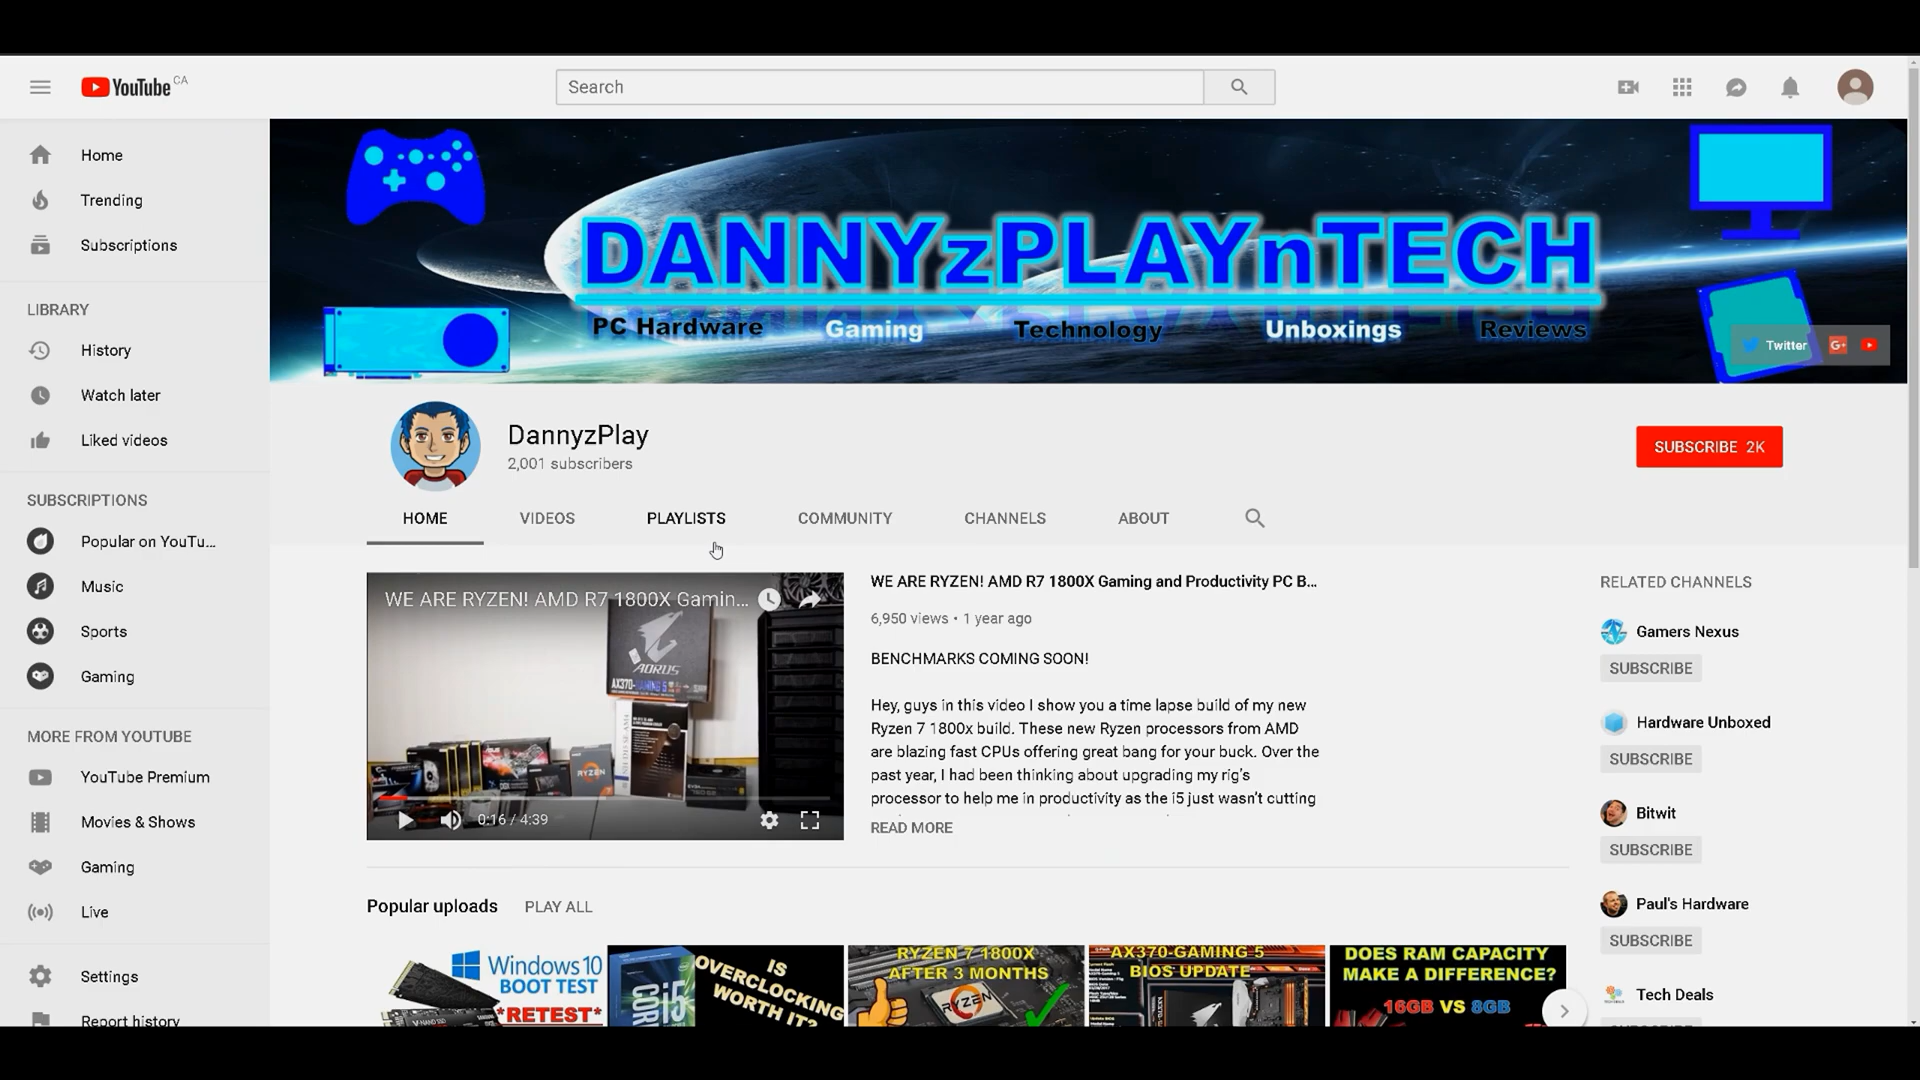 YouTube CA
Search
Home
Trending
Subscriptions
LIBRARY
History
Watch later
Liked videos
SUBSCRIPTIONS
Popular on YouTu...
Music
Sports
Gaming
MORE FROM YOUTUBE
YouTube Premium
Movies & Shows
Gaming
Live
Settings
Report history
DANNYzPLAYnTECH
PC Hardware Gaming Technology Unboxings Reviews
Twitter G+
DannyzPlay
2,001 subscribers
SUBSCRIBE 2K
HOME VIDEOS PLAYLISTS COMMUNITY CHANNELS ABOUT
WE ARE RYZEN! AMD R7 1800X Gamin...
AORUS
AX370-GAMING 5
RYZEN
0:16 / 4:39
WE ARE RYZEN! AMD R7 1800X Gaming and Productivity PC B...
6,950 views • 1 year ago
BENCHMARKS COMING SOON!
Hey, guys in this video I show you a time lapse build of my new
Ryzen 7 1800x build. These new Ryzen processors from AMD
are blazing fast CPUs offering great bang for your buck. Over the
past year, I had been thinking about upgrading my rig's
processor to help me in productivity as the i5 just wasn't cutting
READ MORE
RELATED CHANNELS
Gamers Nexus
SUBSCRIBE
Hardware Unboxed
SUBSCRIBE
Bitwit
SUBSCRIBE
Paul's Hardware
SUBSCRIBE
Tech Deals
Popular uploads PLAY ALL
Windows 10
BOOT TEST
*RETEST*
CORE i5
IS
OVERCLOCKING
WORTH IT?
RYZEN 7 1800X
AFTER 3 MONTHS
RYZEN
AX370-GAMING 5
BIOS UPDATE
DOES RAM CAPACITY
MAKE A DIFFERENCE?
16GB VS 8GB